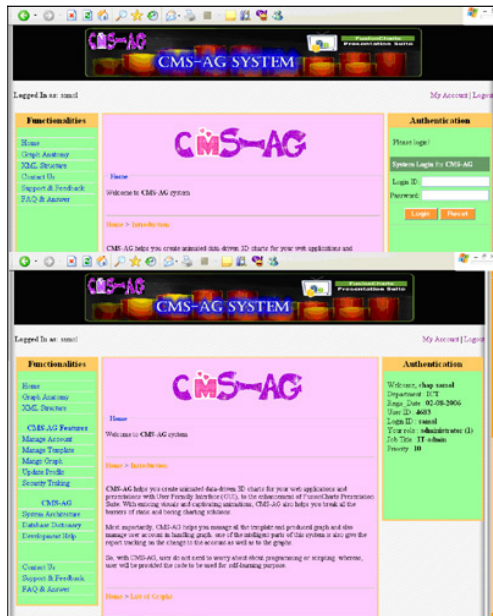 CMS-AG
FusionCharts
Presentation Suite
CMS-AG SYSTEM
Logged In as: samsl
My Account | Logout
Functionalities
Home
Graph Anatomy
XML Structure
Contact Us
Support & Feedback
FAQ & Answer
CMS-AG
Home
Welcome to CMS-AG system
Home > Introduction
CMS-AG helps you create animated data-driven 3D charts for your web applications and
Authentication
Please login!
System Login for CMS-AG
Login ID:
Password:
Login Reset
CMS-AG
FusionCharts
Presentation Suite
CMS-AG SYSTEM
Logged In as: samsl
My Account | Logout
Functionalities
Home
Graph Anatomy
XML Structure
CMS-AG Features
Manage Account
Manage Template
Mange Graph
Update Profile
Security Traking
CMS-AG
System Architecture
Database Dictionary
Development Help
Contact Us
Support & Feedback
FAQ & Answer
CMS-AG
Home
Welcome to CMS-AG system
Home > Introduction
CMS-AG helps you create animated data-driven 3D charts for your web applications and
presentations with User Friendly Interface (GUI), to the enhancement of FusionCharts Presentation
Suite. With amazing visuals and captivating animations, CMS-AG also helps you break all the
barriers of static and boring charting solutions.
Most importantly, CMS-AG helps you manage all the template and produced graph and also
manage user account in handling graph. one of the intelligent parts of this system is also give the
report tracking on the change to the account as well as to the graphs.
So, with CMS-AG, user do not need to worry about about programming or scripting, whereas,
user will be provided the code to be used for self-learning purpose.
Home > List of Graphs
Authentication
Welcome, chap samsl
Department : ICT
Regis_Date : 02-08-2006
User ID : 4683
Login ID : samsl
Your role : administrator (1)
Job Title : IT-admin
Priority : 10